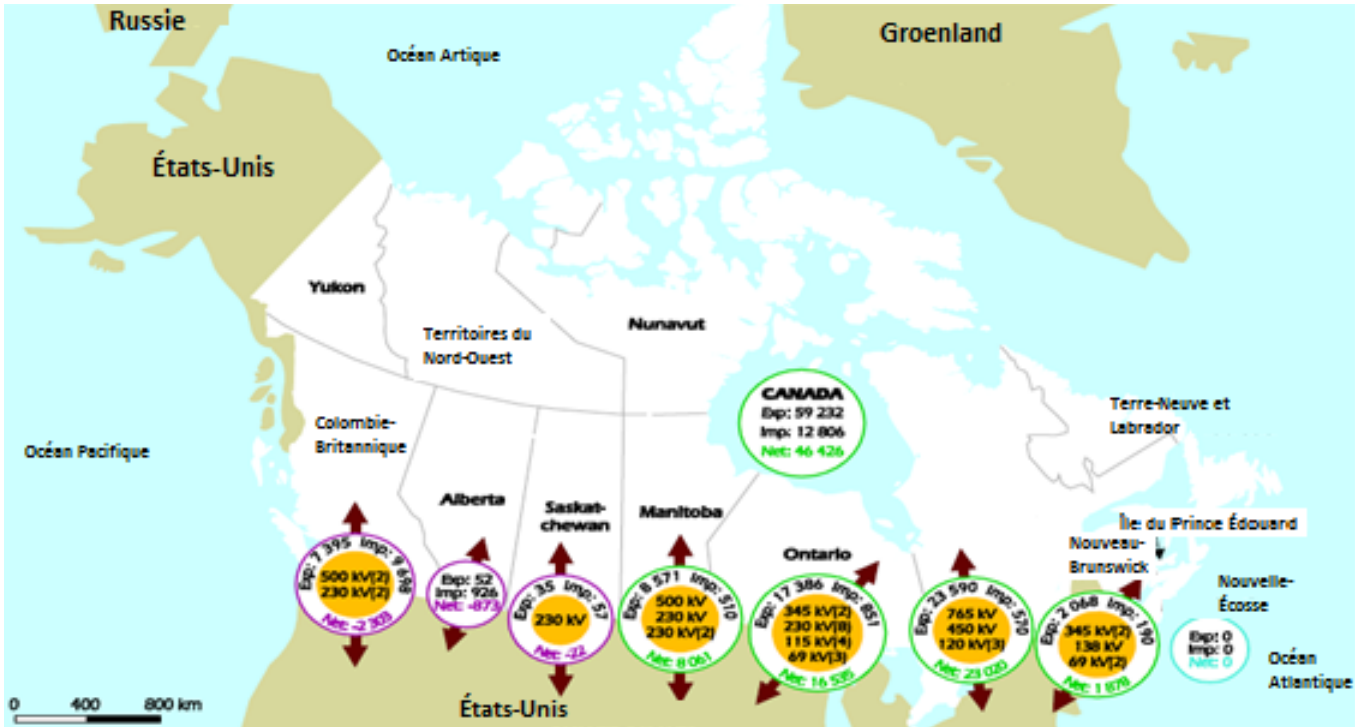 Russie
Océan Artique
Groenland
États-Unis
Yukon
Territoires du
Nord-Ouest
Nunavut
CANADA
Exp: 59 232
Imp: 12 806
Net: 46 426
Terre-Neuve et
Labrador
Colombie-
Britannique
Océan Pacifique
Alberta
Saskat-
chewan
Manitoba
Ontario
Île du Prince Édouard
Nouveau-
Brunswick
Nouvelle-
Écosse
Océan
Atlantique
Exp: 7 395 Imp: 9 698
500 kV(2)
230 kV(2)
Net: -2 303
Exp: 52
Imp: 926
Net: -873
Exp: 35 Imp: 57
230 kV
Net: -22
Exp: 8 571 Imp: 510
500 kV
230 kV
230 kV(2)
Net: 8 061
Exp: 17 386 Imp: 851
345 kV(2)
230 kV(8)
115 kV(4)
69 kV(3)
Net: 16 535
Exp: 23 590 Imp: 570
765 kV
450 kV
120 kV(3)
Net: 23 020
Exp: 2 068 Imp: 190
345 kV(2)
138 kV
69 kV(2)
Net: 1 878
Exp: 0
Imp: 0
Net: 0
0 400 800 km
États-Unis